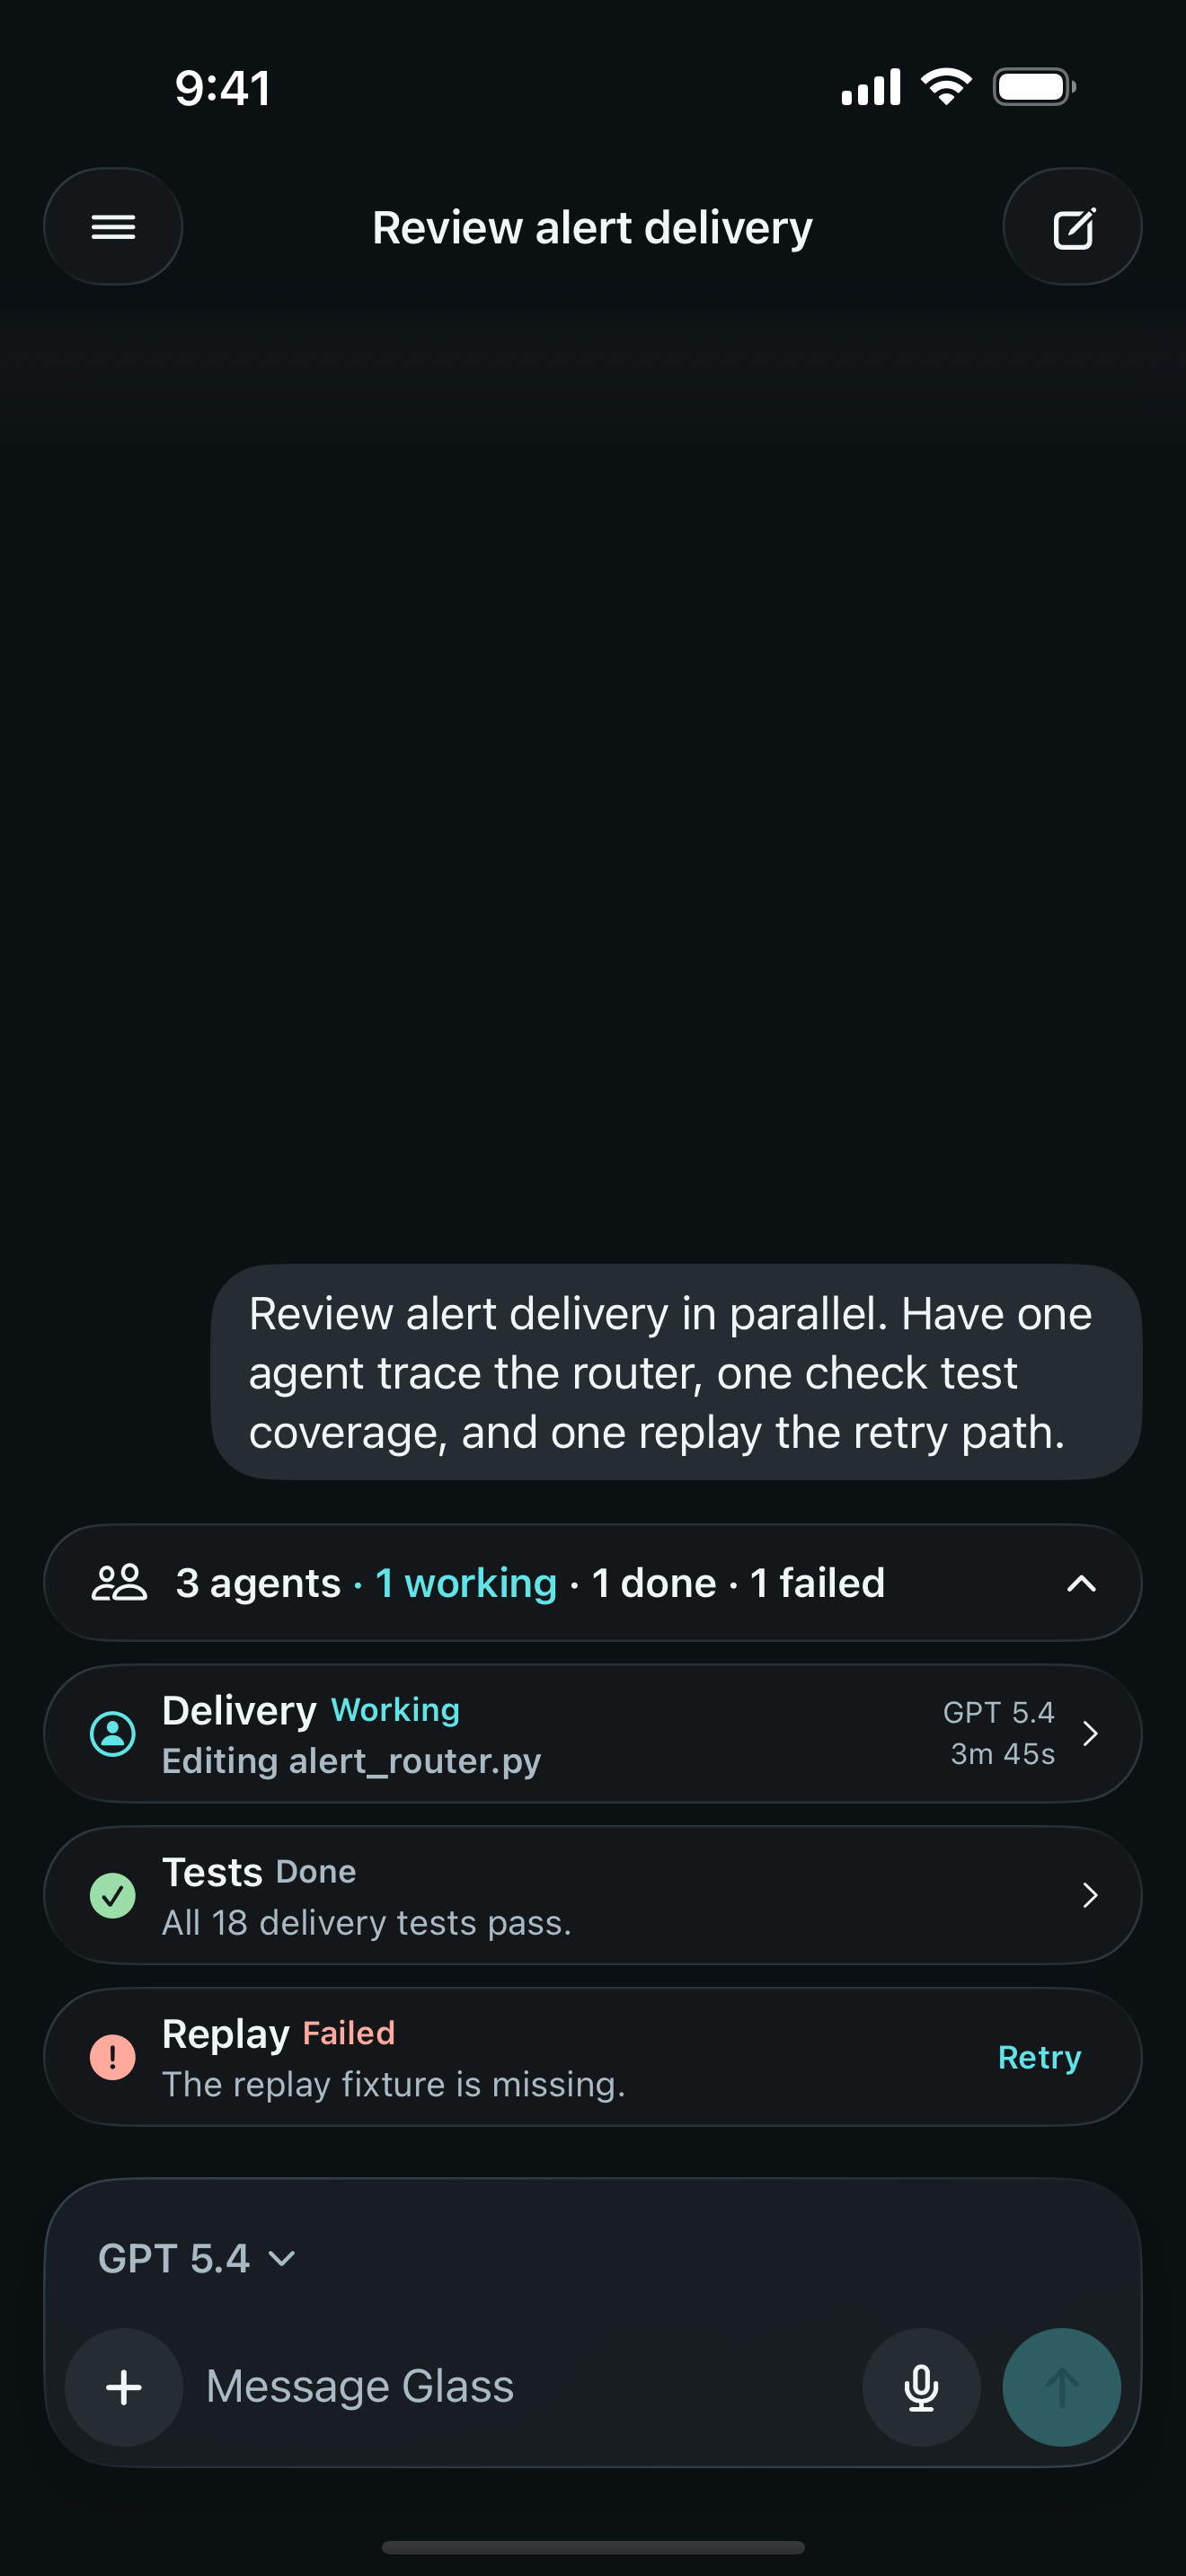 9:41
Review alert delivery
Review alert delivery in parallel. Have one
agent trace the router, one check test
coverage, and one replay the retry path.
3 agents · 1 working · 1 done · 1 failed
Delivery Working
GPT 5.4
Editing alert_router.py
3m 45s
Tests Done
All 18 delivery tests pass.
Replay Failed
The replay fixture is missing.
Retry
GPT 5.4
Message Glass